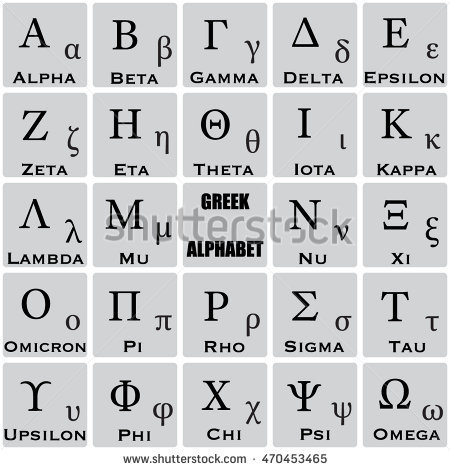 Α α Β β Γ γ Δ δ Ε ε
ALPHA BETA GAMMA DELTA EPSILON
Ζ ζ Η η Θ θ Ι ι Κ κ
ZETA ETA THETA IOTA KAPPA
Λ λ Μ μ GREEK ALPHABET Ν ν Ξ ξ
shutterstock
LAMBDA MU NU XI
Ο ο Π π Ρ ρ Σ σ Τ τ
OMICRON PI RHO SIGMA TAU
ϒ υ Φ φ Χ χ Ψ ψ Ω ω
UPSILON PHI CHI PSI OMEGA
www.shutterstock.com · 470453465